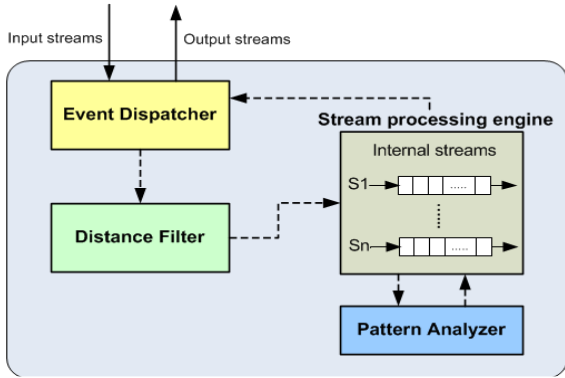 Input streams
Output streams
Event Dispatcher
Stream processing engine
Internal streams
S1
.....
Distance Filter
Sn
.....
Pattern Analyzer